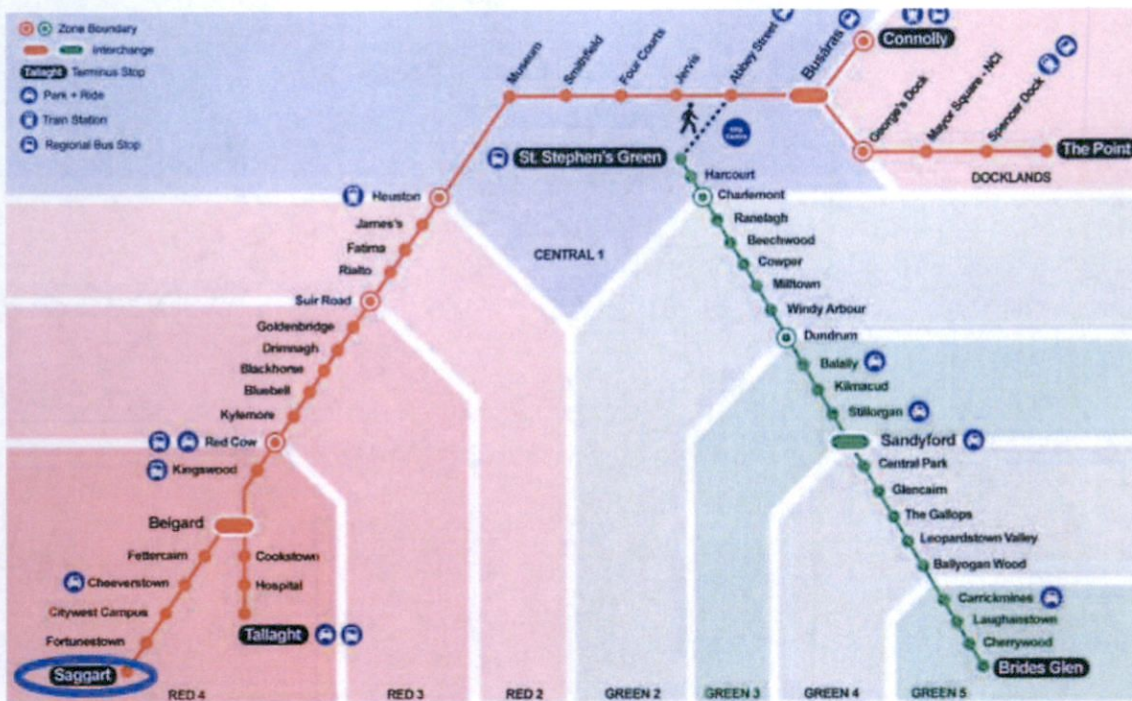 Zone Boundary
Interchange
Tallaght Terminus Stop
Park + Ride
Train Station
Regional Bus Stop
Museum
Smithfield
Four Courts
Jervis
Abbey Street
Busáras
Connolly
George's Dock
Mayor Square - NCI
Spencer Dock
The Point
DOCKLANDS
St. Stephen's Green
Harcourt
Charlemont
Ranelagh
Beechwood
Cowper
Milltown
Windy Arbour
Dundrum
Balally
Kilmacud
Stillorgan
Sandyford
Central Park
Glencairn
The Gallops
Leopardstown Valley
Ballyogan Wood
Carrickmines
Laughanstown
Cherrywood
Brides Glen
CENTRAL 1
Heuston
James's
Fatima
Rialto
Suir Road
Goldenbridge
Drimnagh
Blackhorse
Bluebell
Kylemore
Red Cow
Kingswood
Belgard
Fettercairn
Cheeverstown
Citywest Campus
Fortunestown
Saggart
Cookstown
Hospital
Tallaght
RED 4
RED 3
RED 2
GREEN 2
GREEN 3
GREEN 4
GREEN 5